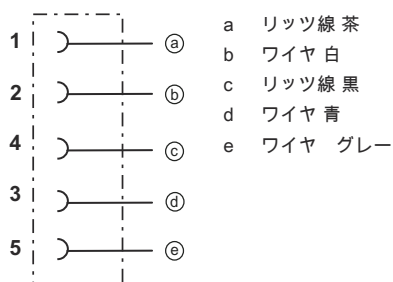 1 ⓐ
2 ⓑ
4 ⓒ
3 ⓓ
5 ⓔ
a リッツ線 茶
b ワイヤ 白
c リッツ線 黒
d ワイヤ 青
e ワイヤ　グレー